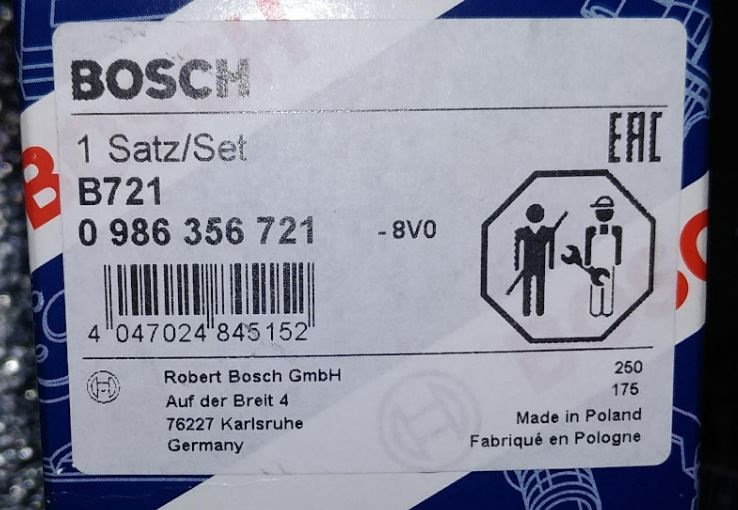 BOSCH
1 Satz/Set
EAC
B721
0 986 356 721
-8V0
4 047024 845152
Robert Bosch GmbH
Auf der Breit 4
76227 Karlsruhe
Germany
250
175
Made in Poland
Fabriqué en Pologne